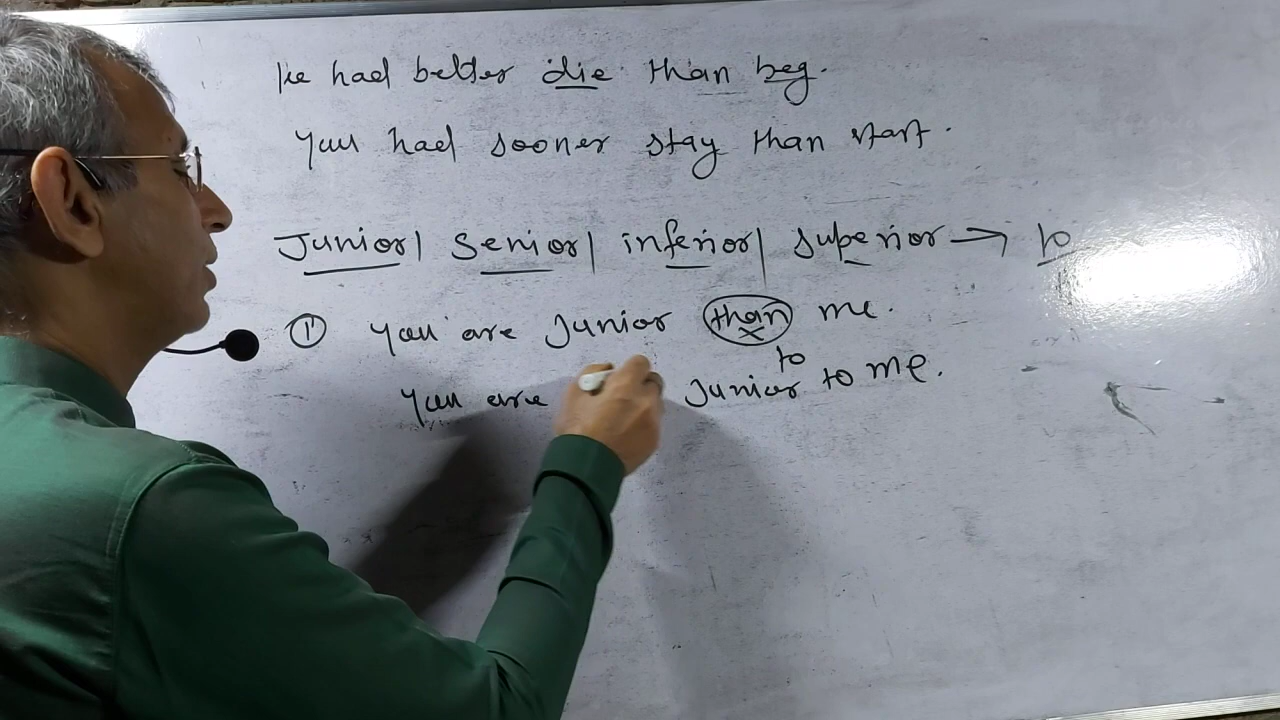 He had better die than beg.
You had sooner stay than start.
Junior| Senior| inferior| superior → to
① You are Junior than me.
to
You are Junior to me.